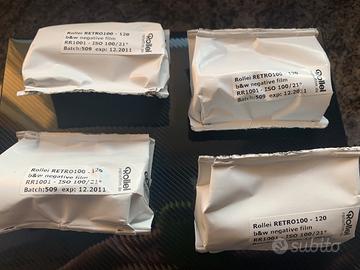 Rollei RETRO100 - 120
b&w negative film
RR1001 - ISO 100/21°
Batch:509 exp: 12.2011
Rollei
Rollei RETRO100 - 120
b&w negative film
RR1001 - ISO 100/21°
Batch:509 exp: 12.2011
Rollei
Rollei RETRO100 - 120
b&w negative film
RR1001 - ISO 100/21°
Batch:509 exp: 12.2011
Rollei
Rollei RETRO100 - 120
b&w negative film
RR1001 - ISO 100/21°
Rollei
subito